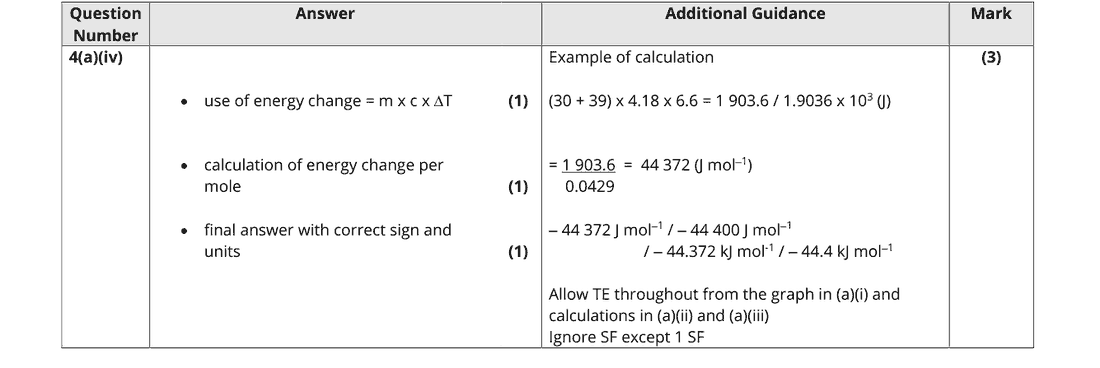 Question Number Answer Additional Guidance Mark
4(a)(iv) Example of calculation (3)
• use of energy change = m x c x ΔT (1) (30 + 39) x 4.18 x 6.6 = 1 903.6 / 1.9036 x 10³ (J)
• calculation of energy change per = 1 903.6 = 44 372 (J mol⁻¹)
mole (1) 0.0429
• final answer with correct sign and – 44 372 J mol⁻¹ / – 44 400 J mol⁻¹
units (1) / – 44.372 kJ mol⁻¹ / – 44.4 kJ mol⁻¹
Allow TE throughout from the graph in (a)(i) and
calculations in (a)(ii) and (a)(iii)
Ignore SF except 1 SF